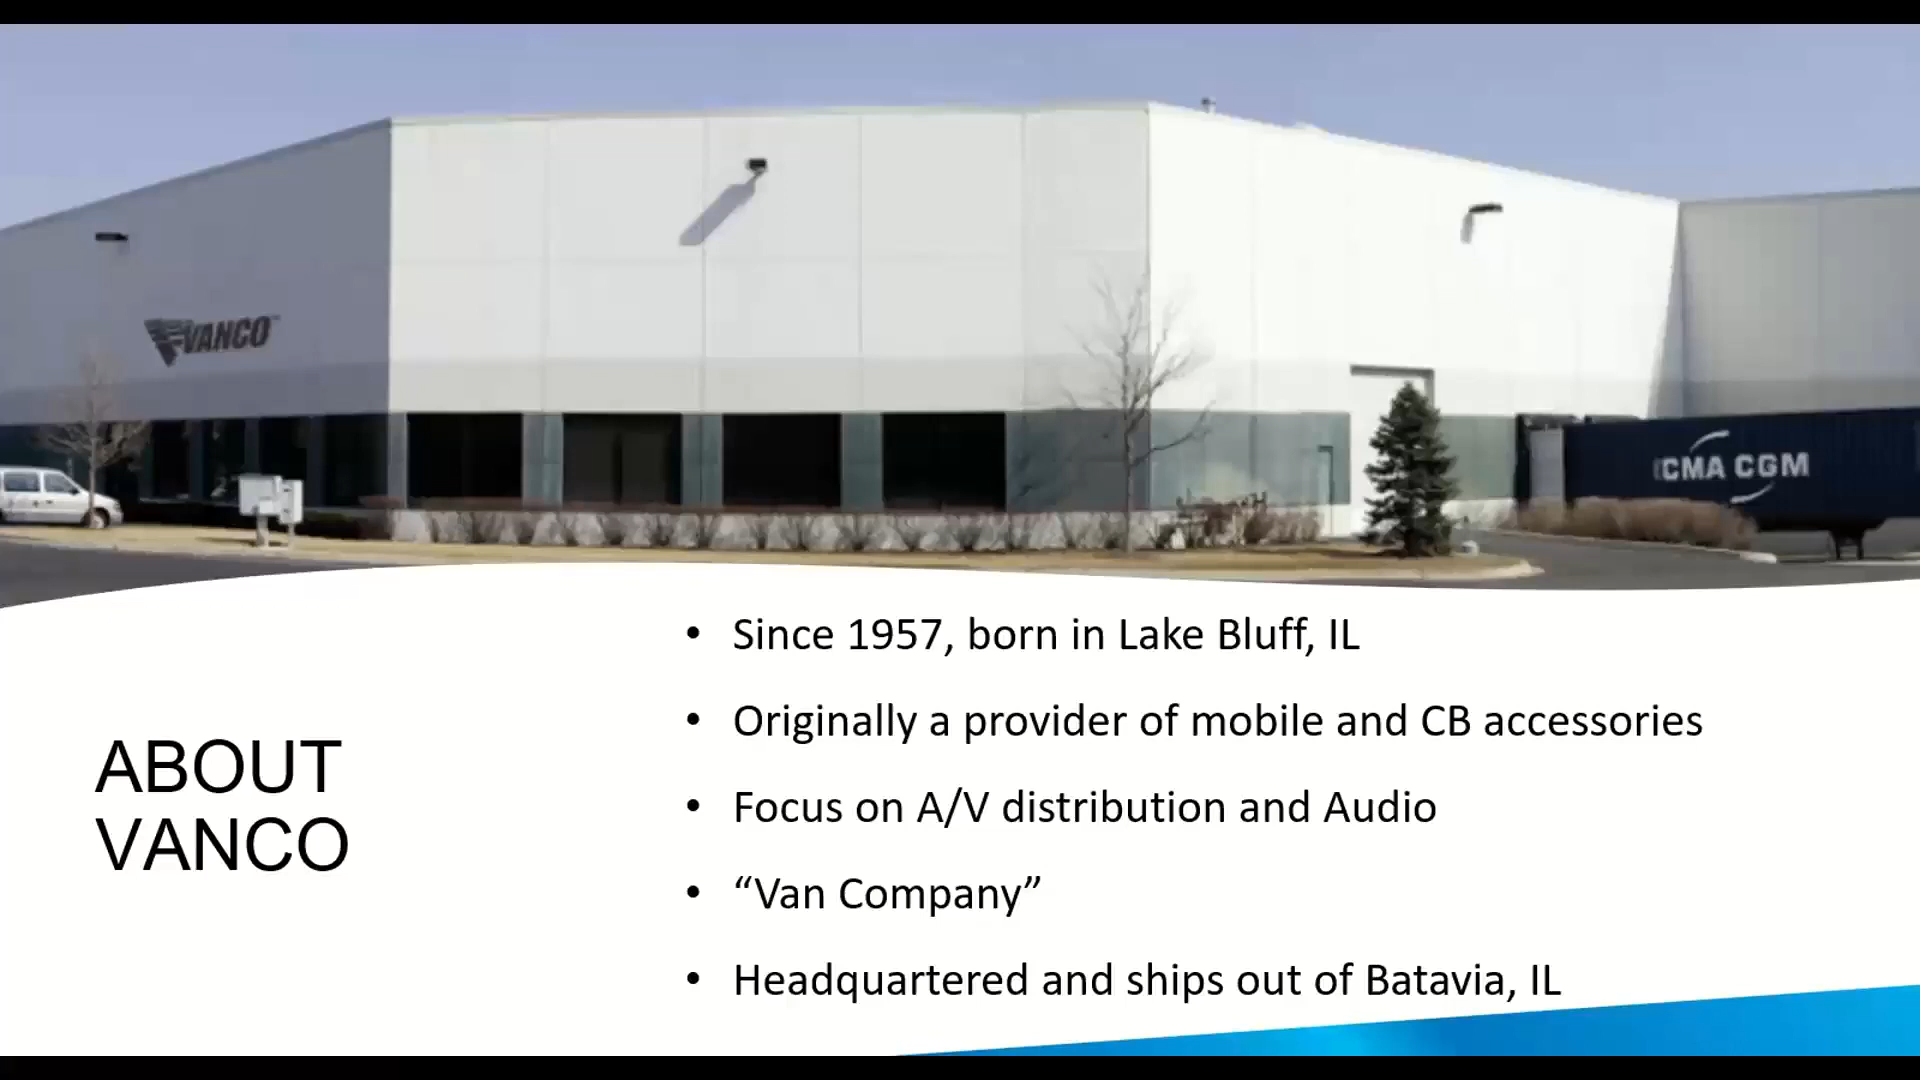 VANCO
CMA CGM
ABOUT
VANCO
• Since 1957, born in Lake Bluff, IL
• Originally a provider of mobile and CB accessories
• Focus on A/V distribution and Audio
• “Van Company”
• Headquartered and ships out of Batavia, IL